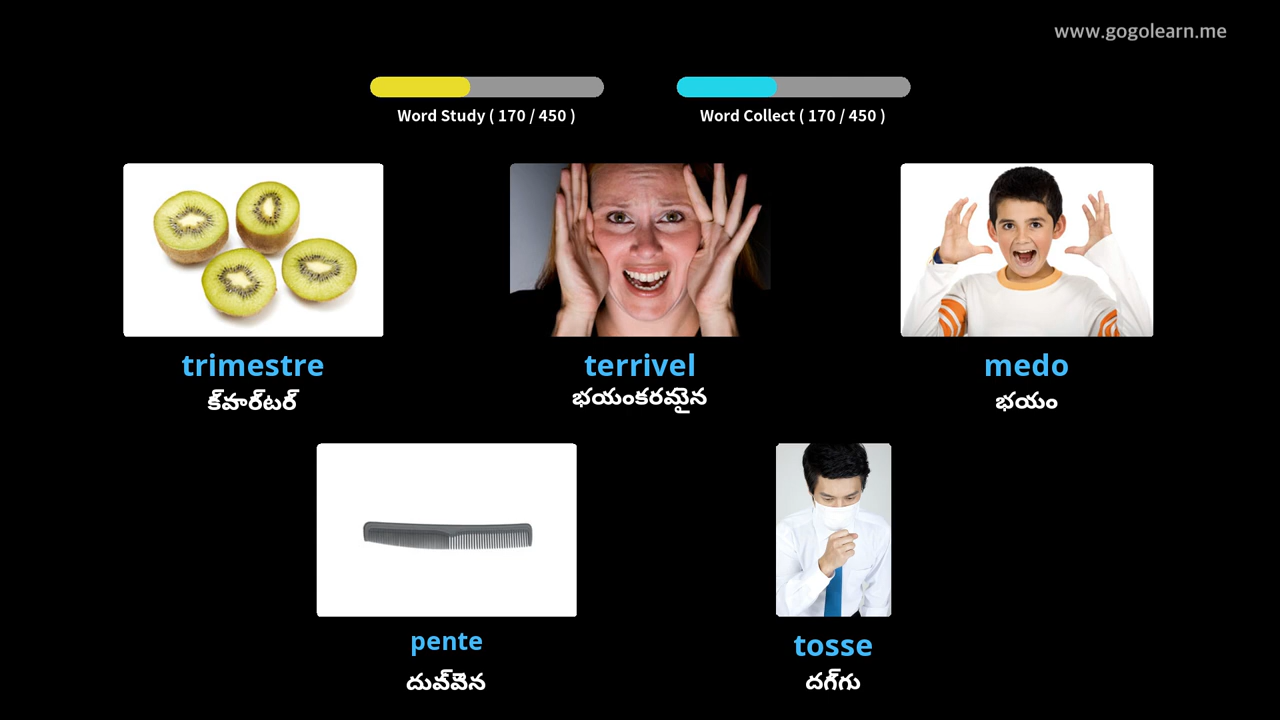 www.gogolearn.me
Word Study ( 170 / 450 )
Word Collect ( 170 / 450 )
trimestre
క్వార్టర్
terrivel
భయంకరమైన
medo
భయం
pente
దువ్వెన
tosse
దగ్గు